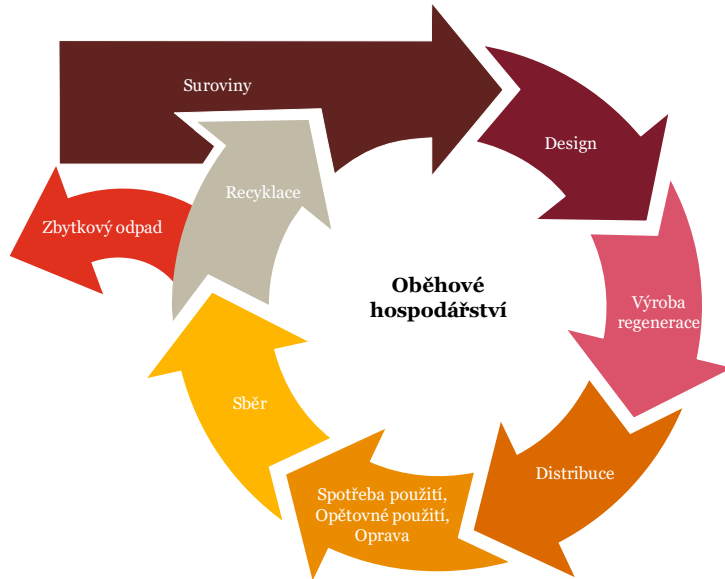 Suroviny
Design
Recyklace
Zbytkový odpad
Oběhové
hospodářství
Výroba
regenerace
Sběr
Distribuce
Spotřeba použití,
Opětovné použití,
Oprava